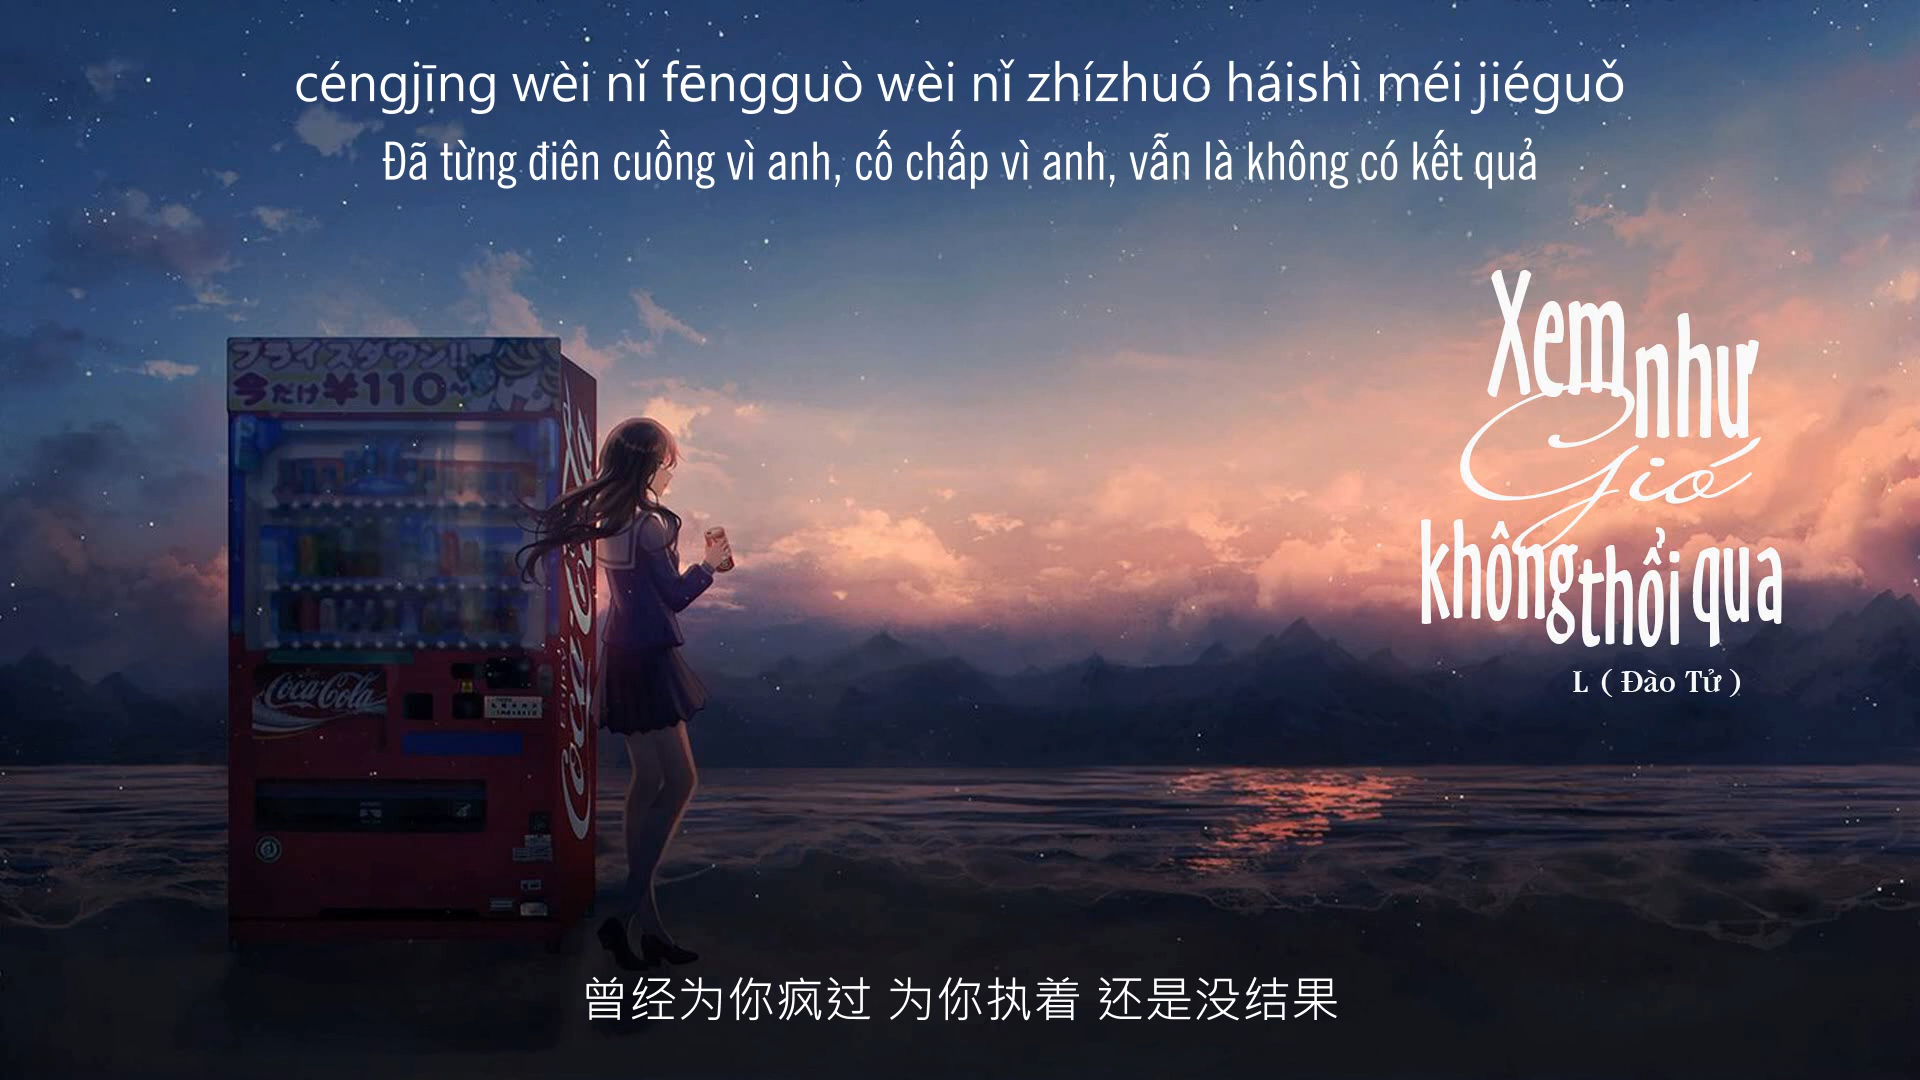 céngjīng wèi nǐ fēngguò wèi nǐ zhízhuó háishì méi jiéguǒ
Đã từng điên cuồng vì anh, cố chấp vì anh, vẫn là không có kết quả
Xem như
Gió
không thổi qua
L ( Đào Tử )
プライスダウン!!
今だけ¥110~
Coca-Cola
Coca-Cola
曾经为你疯过 为你执着 还是没结果